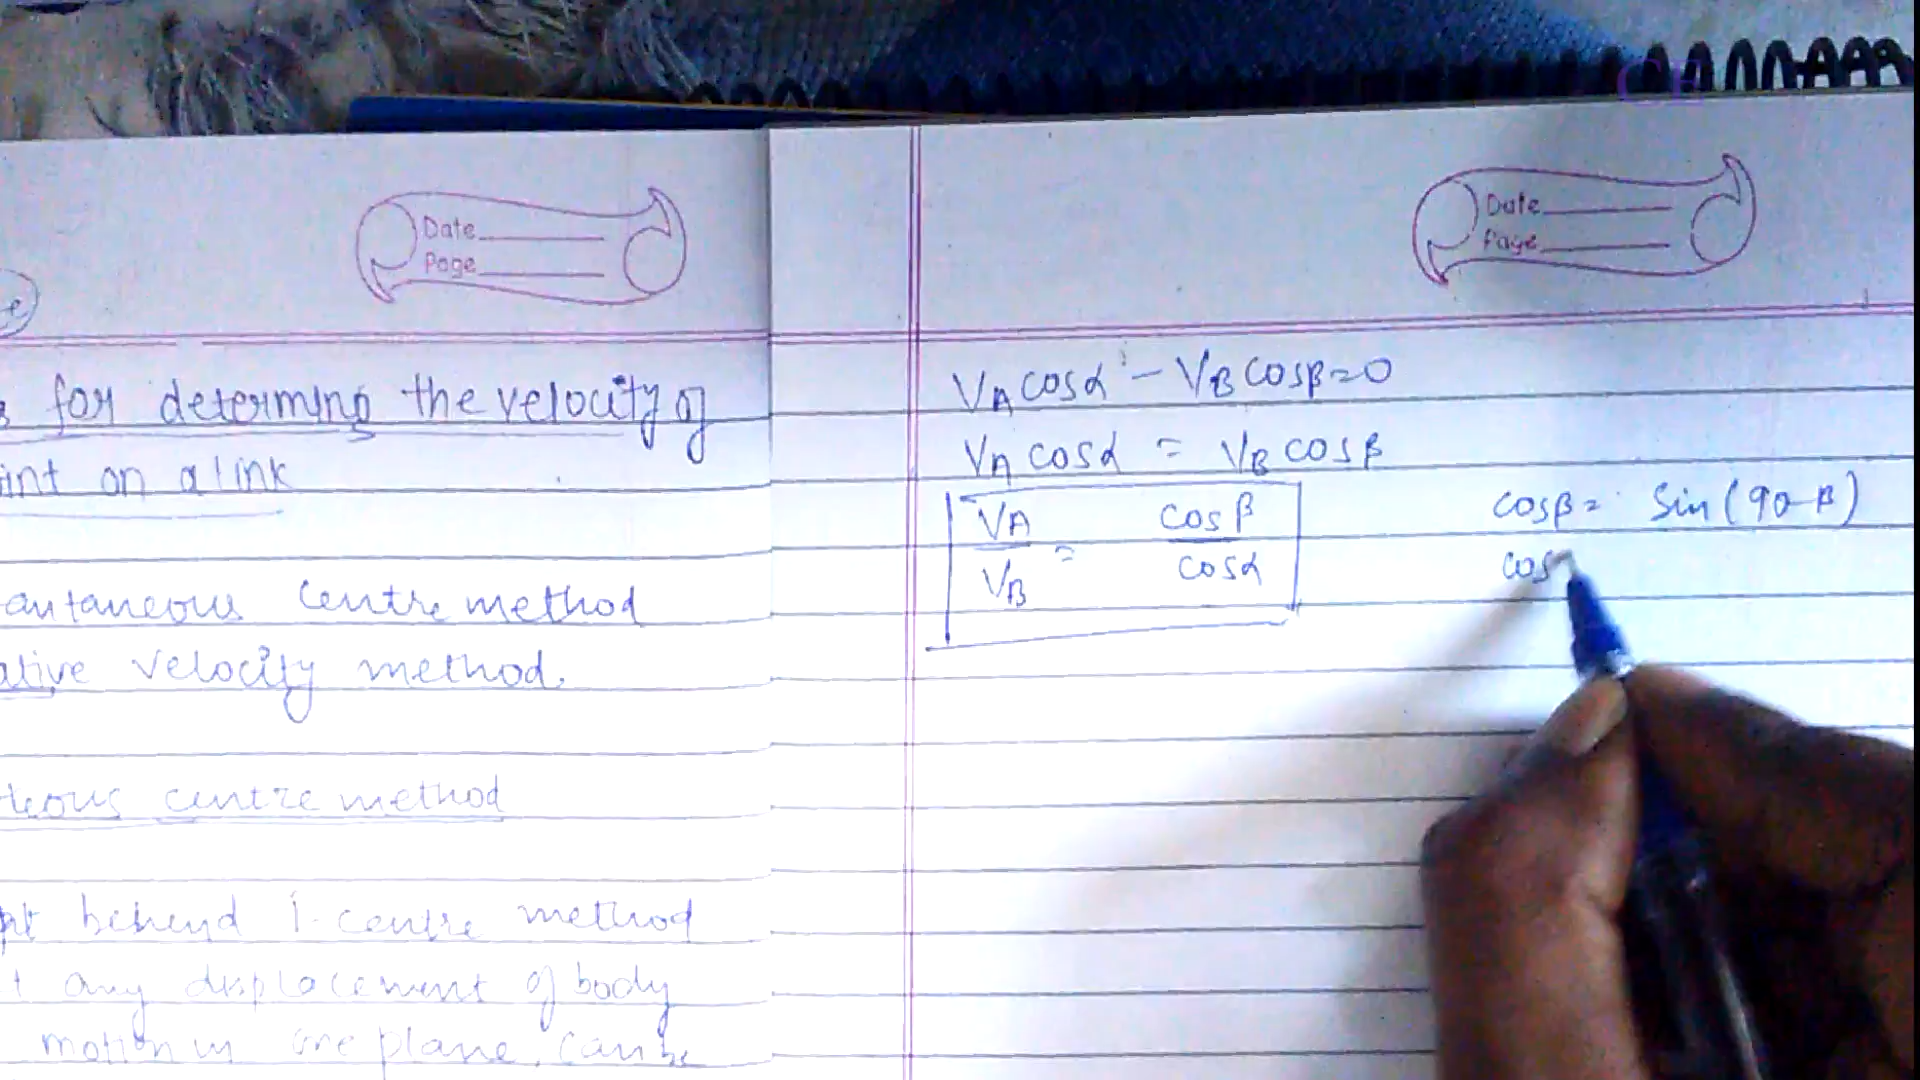 CE
Date
Page
for determing the velocity of
int on a link
antaneous centre method
ative velocity method.
teous centre method
behend i-centre method
t any displacement of body
motion in one plane, can be
Date
Page
VA cosα - VB cosβ = 0
VA cosα = VB cosβ
VA/VB = cosβ/cosα
cosβ = sin(90-β)
cos